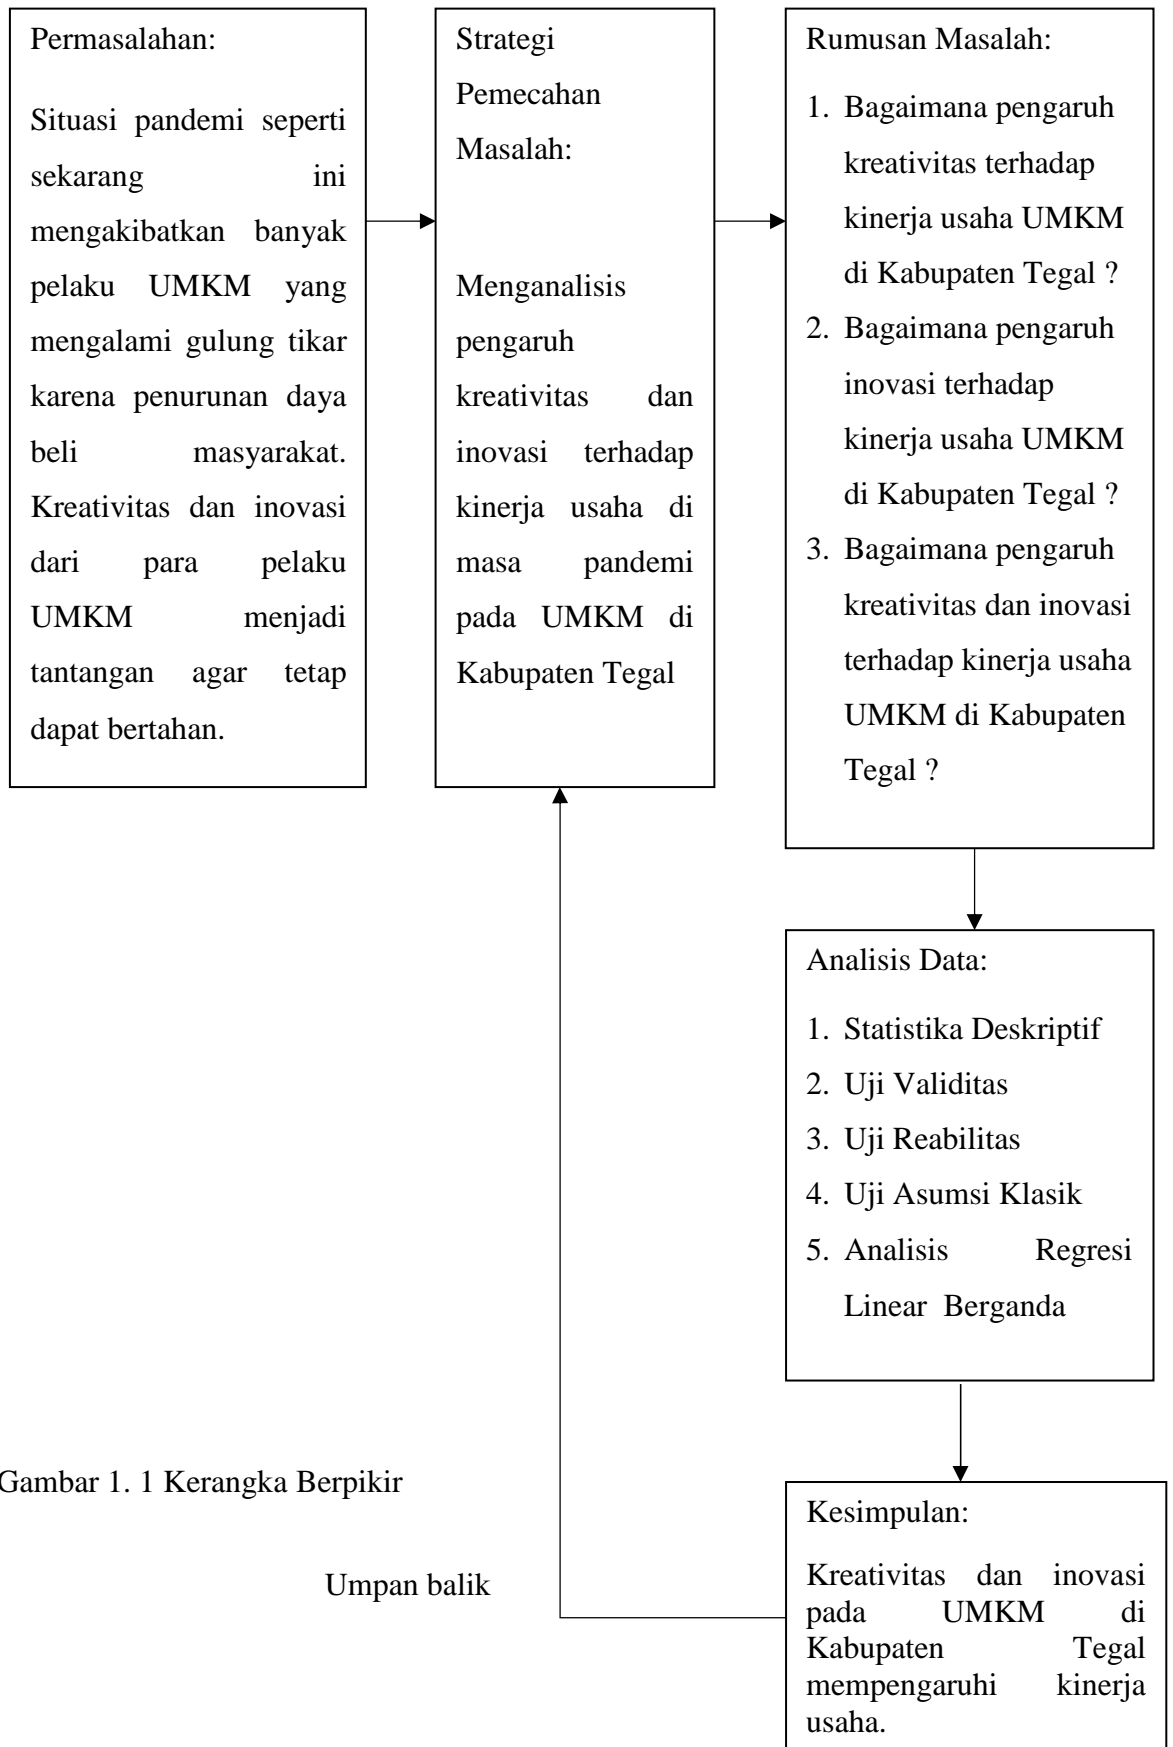 Permasalahan:
Situasi pandemi seperti
sekarang ini
mengakibatkan banyak
pelaku UMKM yang
mengalami gulung tikar
karena penurunan daya
beli masyarakat.
Kreativitas dan inovasi
dari para pelaku
UMKM menjadi
tantangan agar tetap
dapat bertahan.
Strategi
Pemecahan
Masalah:
Menganalisis
pengaruh
kreativitas dan
inovasi terhadap
kinerja usaha di
masa pandemi
pada UMKM di
Kabupaten Tegal
Rumusan Masalah:
1. Bagaimana pengaruh
kreativitas terhadap
kinerja usaha UMKM
di Kabupaten Tegal ?
2. Bagaimana pengaruh
inovasi terhadap
kinerja usaha UMKM
di Kabupaten Tegal ?
3. Bagaimana pengaruh
kreativitas dan inovasi
terhadap kinerja usaha
UMKM di Kabupaten
Tegal ?
Analisis Data:
1. Statistika Deskriptif
2. Uji Validitas
3. Uji Reabilitas
4. Uji Asumsi Klasik
5. Analisis Regresi
Linear Berganda
Gambar 1. 1 Kerangka Berpikir
Umpan balik
Kesimpulan:
Kreativitas dan inovasi
pada UMKM di
Kabupaten Tegal
mempengaruhi kinerja
usaha.